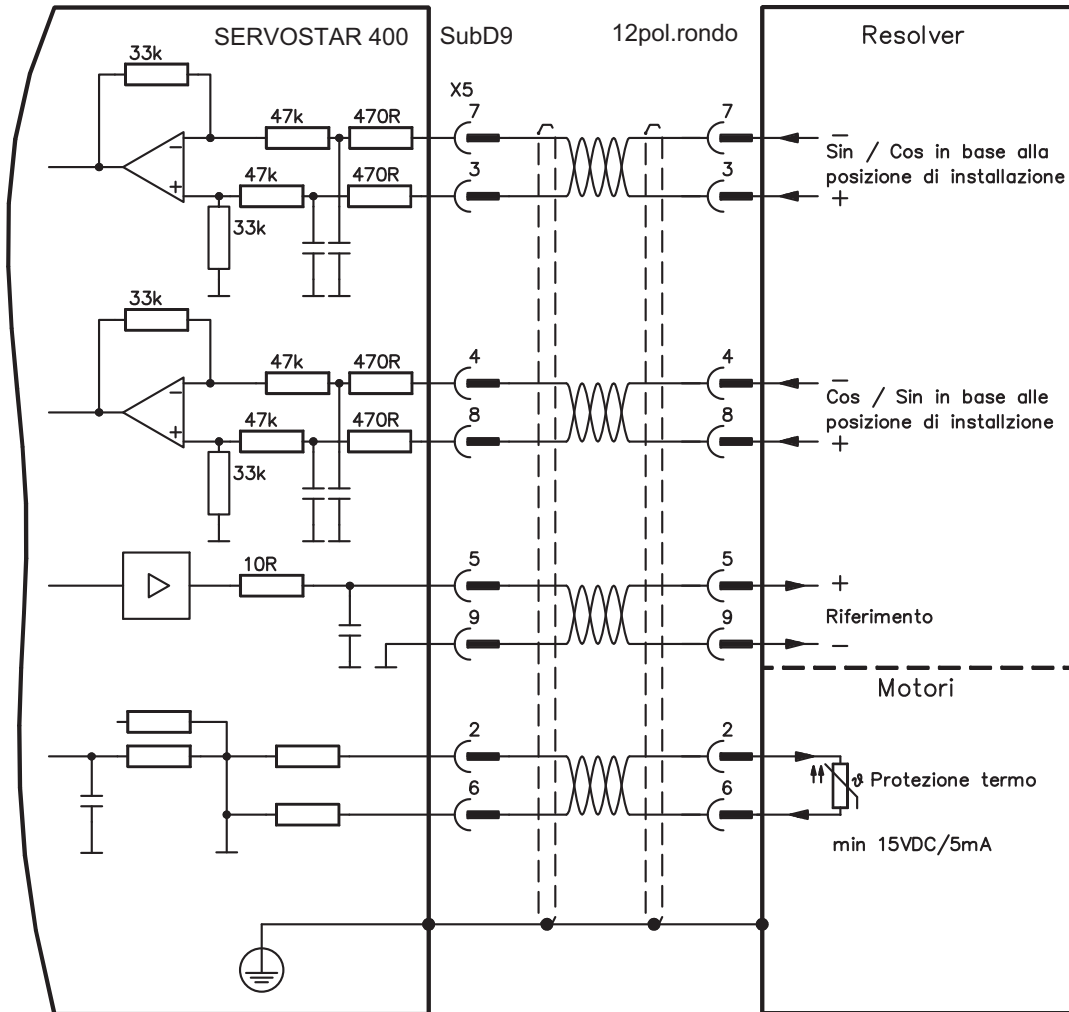 SERVOSTAR 400
SubD9
12pol.rondo
Resolver
33k
X5
47k
470R
7
7
−
−
Sin / Cos in base alla
posizione di installazione
47k
470R
3
3
+
+
33k
33k
47k
470R
4
4
−
−
Cos / Sin in base alle
posizione di installzione
47k
470R
8
8
+
+
33k
10R
5
5
+
Riferimento
9
9
−
Motori
2
2
ϑ Protezione termo
6
6
min 15VDC/5mA